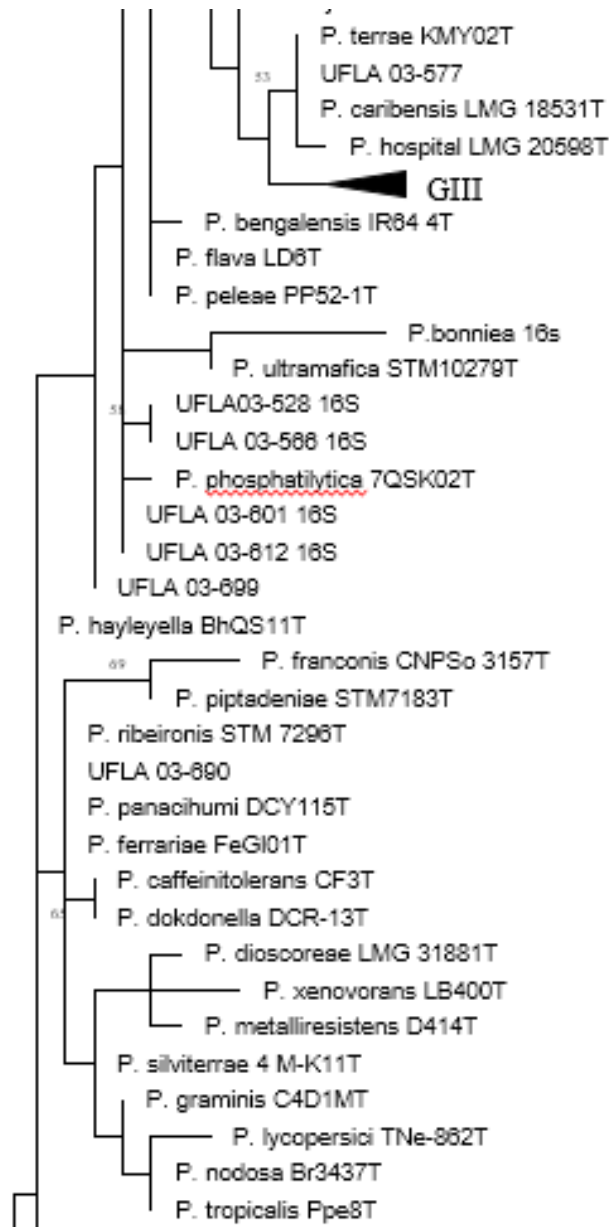 P. terrae KMY02T
53
UFLA 03-577
P. caribensis LMG 18531T
P. hospital LMG 20598T
GIII
P. bengalensis IR64 4T
P. flava LD6T
P. peleae PP52-1T
P.bonniea 16s
P. ultramafica STM10279T
UFLA03-528 16S
UFLA 03-566 16S
P. phosphatilytica 7QSK02T
UFLA 03-601 16S
UFLA 03-612 16S
UFLA 03-699
P. hayleyella BhQS11T
69
P. franconis CNPSo 3157T
P. piptadeniae STM7183T
P. ribeironis STM 7296T
UFLA 03-690
P. panacihumi DCY115T
P. ferrariae FeGI01T
P. caffeinitolerans CF3T
P. dokdonella DCR-13T
P. dioscoreae LMG 31881T
P. xenovorans LB400T
P. metalliresistens D414T
P. silviterrae 4 M-K11T
P. graminis C4D1MT
P. lycopersici TNe-862T
P. nodosa Br3437T
P. tropicalis Ppe8T